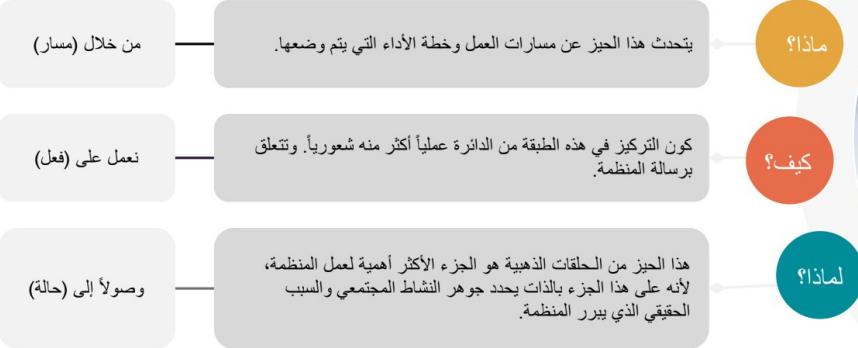 ماذا؟
يتحدث هذا الحيز عن مسارات العمل وخطة الأداء التي يتم وضعها.
من خلال (مسار)
كيف؟
كون التركيز في هذه الطبقة من الدائرة عملياً أكثر منه شعورياً. وتتعلق
برسالة المنظمة.
نعمل على (فعل)
لماذا؟
هذا الحيز من الحلقات الذهبية هو الجزء الأكثر أهمية لعمل المنظمة،
لأنه على هذا الجزء بالذات يحدد جوهر النشاط المجتمعي والسبب
الحقيقي الذي يبرر المنظمة.
وصولاً إلى (حالة)